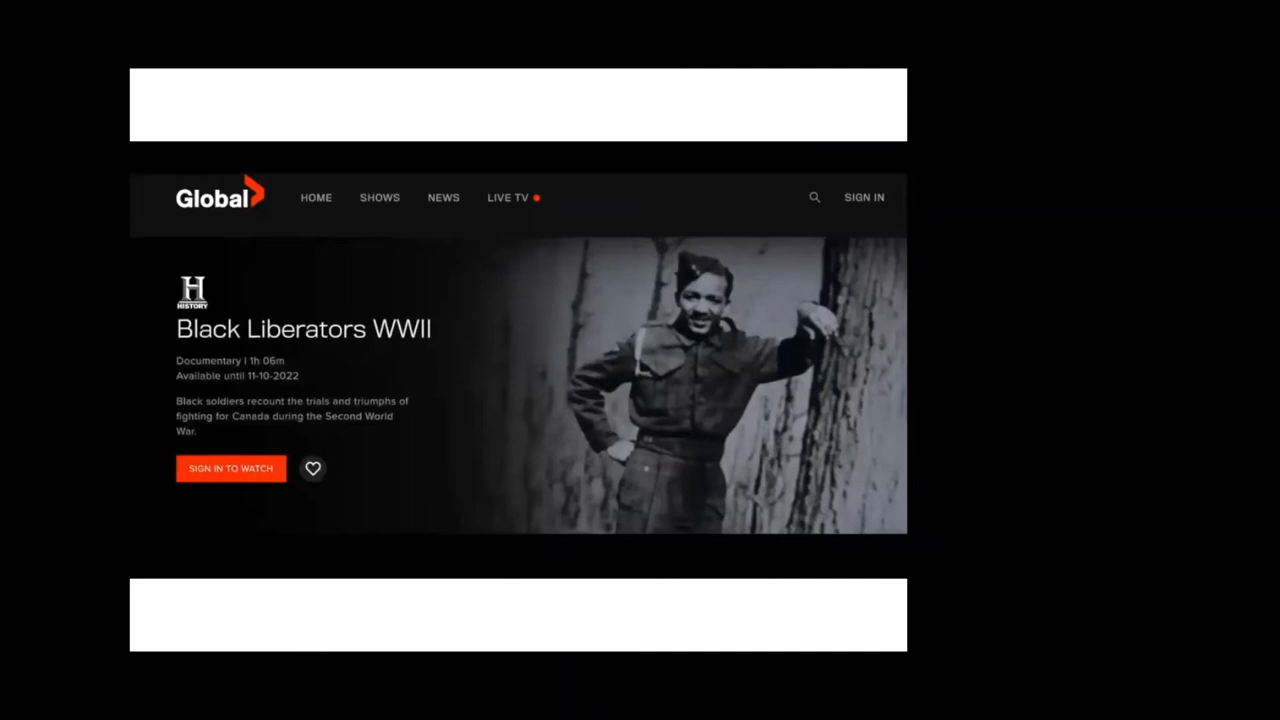 Global
HOME
SHOWS
NEWS
LIVE TV
SIGN IN
H
HISTORY
Black Liberators WWII
Documentary | 1h 06m
Available until 11-10-2022
Black soldiers recount the trials and triumphs of
fighting for Canada during the Second World
War.
SIGN IN TO WATCH